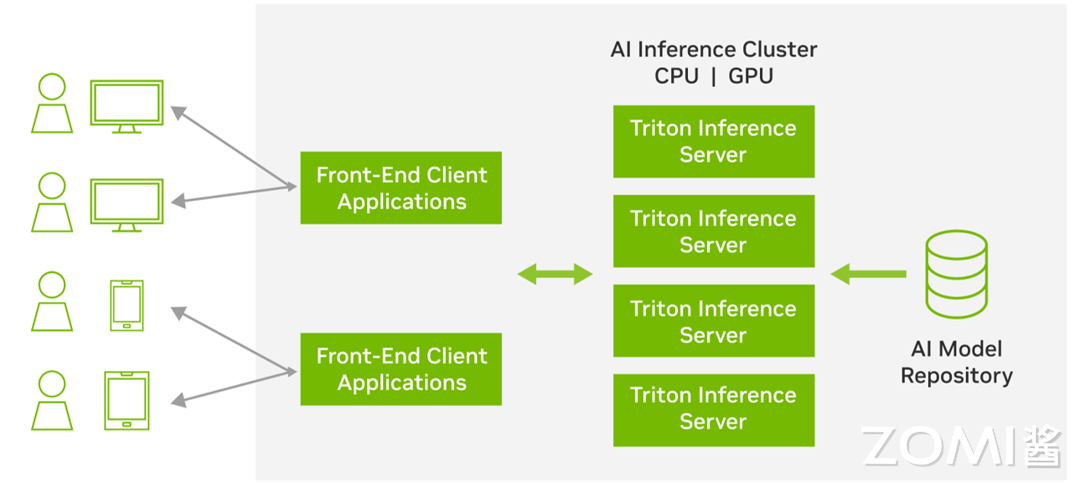 AI Inference Cluster
CPU | GPU
Triton Inference
Server
Front-End Client
Applications
Triton Inference
Server
Triton Inference
Server
Front-End Client
Applications
AI Model
Repository
Triton Inference
Server
ZOMI酱